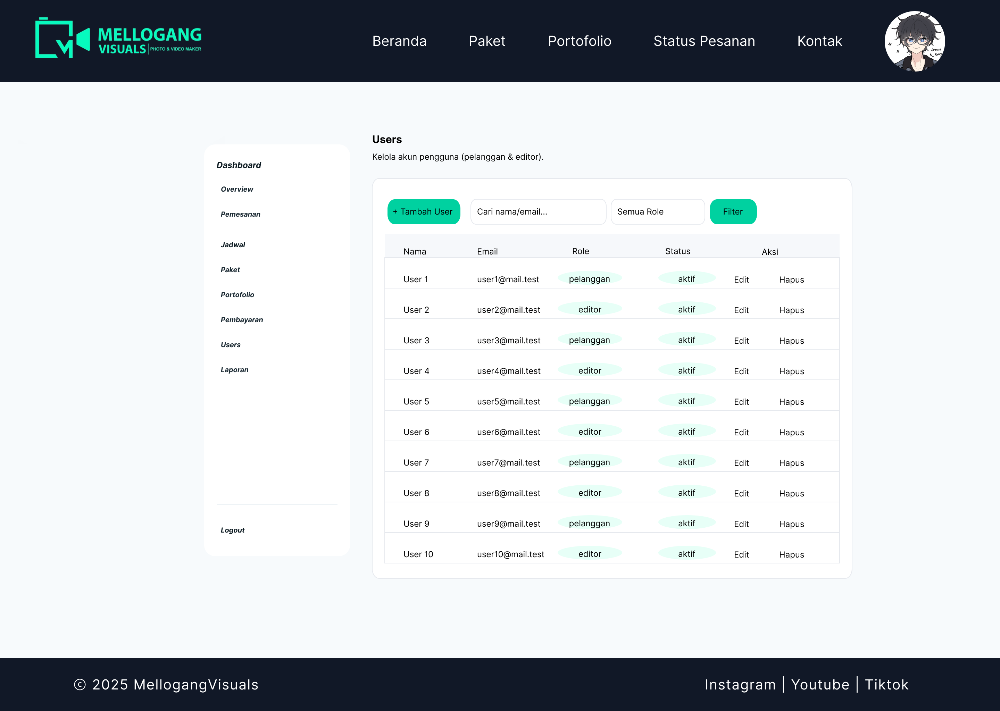 MELLOGANG
VISUALS | PHOTO & VIDEO MAKER
Beranda Paket Portofolio Status Pesanan Kontak
Jenius
Boy
Dashboard
Overview
Pemesanan
Jadwal
Paket
Portofolio
Pembayaran
Users
Laporan
Logout
Users
Kelola akun pengguna (pelanggan & editor).
+ Tambah User Cari nama/email... Semua Role Filter
Nama Email Role Status Aksi
User 1 user1@mail.test pelanggan aktif Edit Hapus
User 2 user2@mail.test editor aktif Edit Hapus
User 3 user3@mail.test pelanggan aktif Edit Hapus
User 4 user4@mail.test editor aktif Edit Hapus
User 5 user5@mail.test pelanggan aktif Edit Hapus
User 6 user6@mail.test editor aktif Edit Hapus
User 7 user7@mail.test pelanggan aktif Edit Hapus
User 8 user8@mail.test editor aktif Edit Hapus
User 9 user9@mail.test pelanggan aktif Edit Hapus
User 10 user10@mail.test editor aktif Edit Hapus
© 2025 MellogangVisuals
Instagram | Youtube | Tiktok